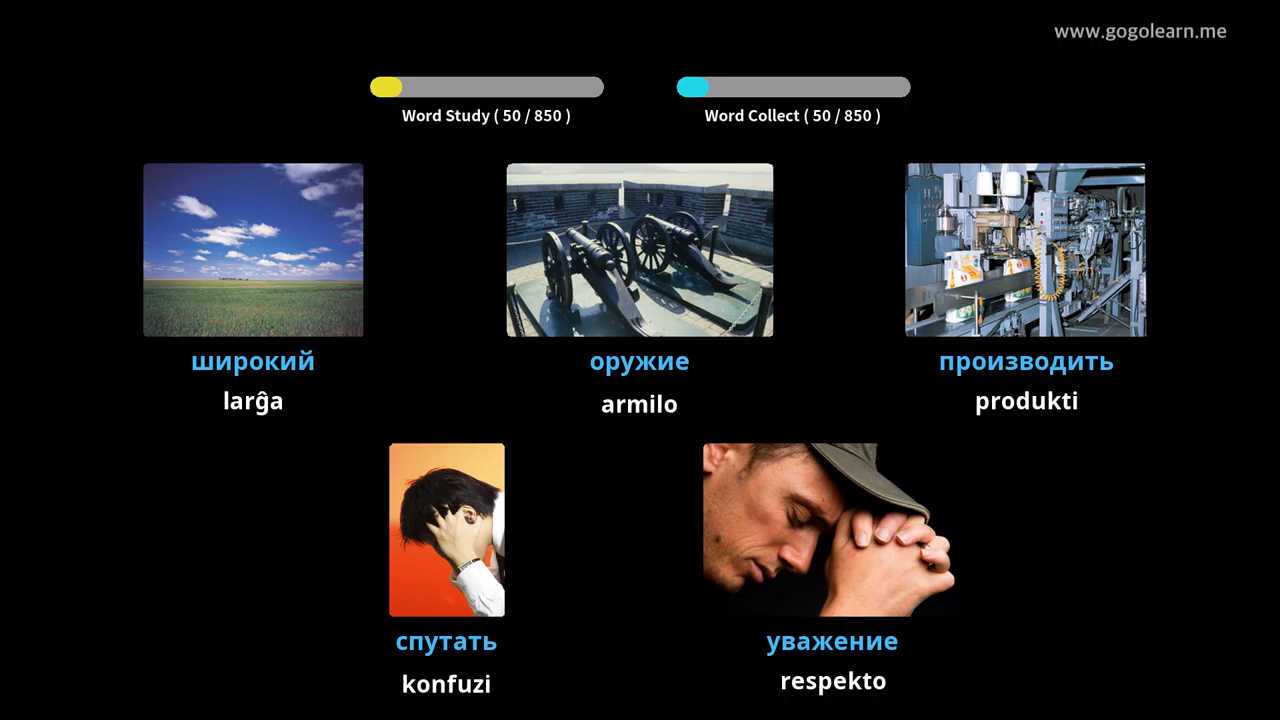 www.gogolearn.me
Word Study ( 50 / 850 )
Word Collect ( 50 / 850 )
широкий
larĝa
оружие
armilo
производить
produkti
спутать
konfuzi
уважение
respekto